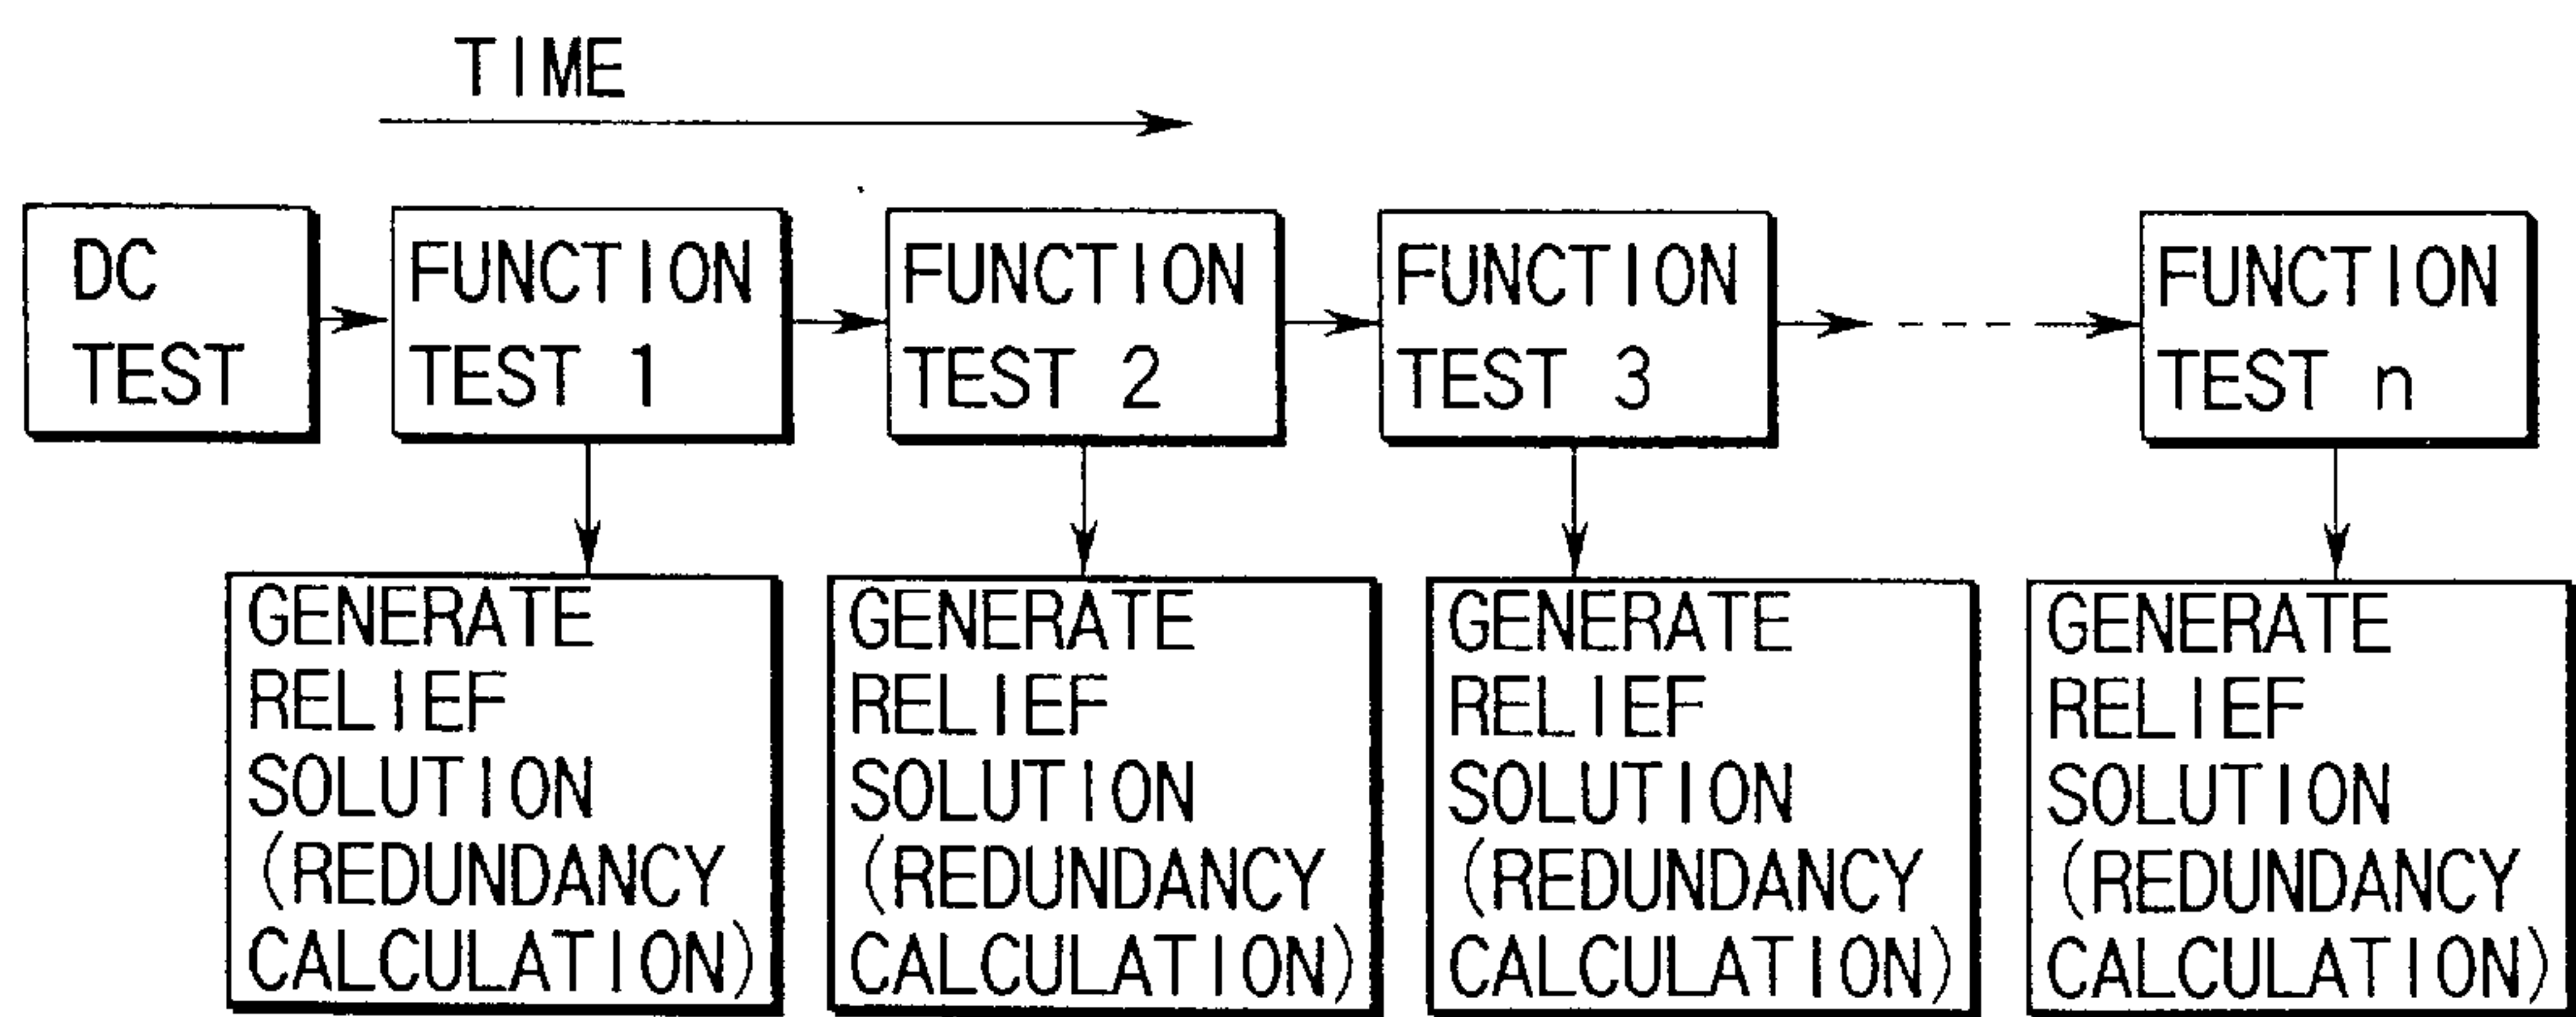 TIME
DC
TEST
FUNCTION
TEST 1
FUNCTION
TEST 2
FUNCTION
TEST 3
FUNCTION
TEST n
GENERATE
RELIEF
SOLUTION
(REDUNDANCY
CALCULATION)
GENERATE
RELIEF
SOLUTION
(REDUNDANCY
CALCULATION)
GENERATE
RELIEF
SOLUTION
(REDUNDANCY
CALCULATION)
GENERATE
RELIEF
SOLUTION
(REDUNDANCY
CALCULATION)